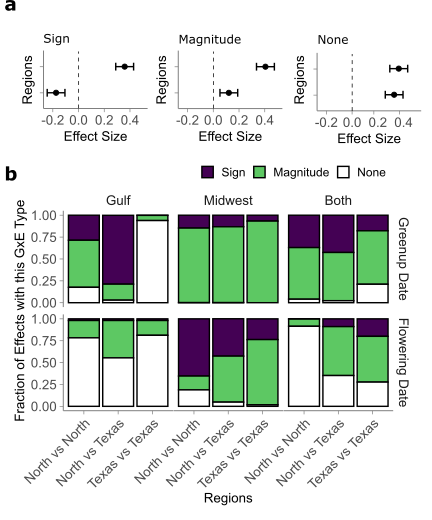 a
Sign
Magnitude
None
Regions
Regions
Regions
-0.2 0.0 0.2 0.4
-0.2 0.0 0.2 0.4
-0.2 0.0 0.2 0.4
Effect Size
Effect Size
Effect Size
b
Sign Magnitude None
Gulf Midwest Both
Fraction of Effects with this GxE Type
1.00
0.75
0.50
0.25
0.00
Greenup Date
1.00
0.75
0.50
0.25
0.00
Flowering Date
North vs North
North vs Texas
Texas vs Texas
North vs North
North vs Texas
Texas vs Texas
North vs North
North vs Texas
Texas vs Texas
Regions